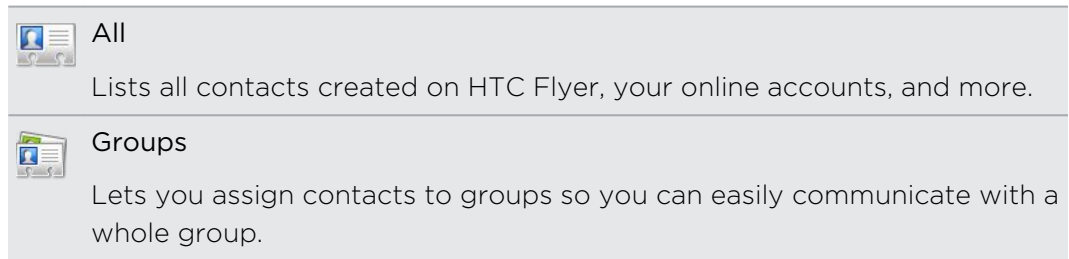 All
Lists all contacts created on HTC Flyer, your online accounts, and more.
Groups
Lets you assign contacts to groups so you can easily communicate with a
whole group.